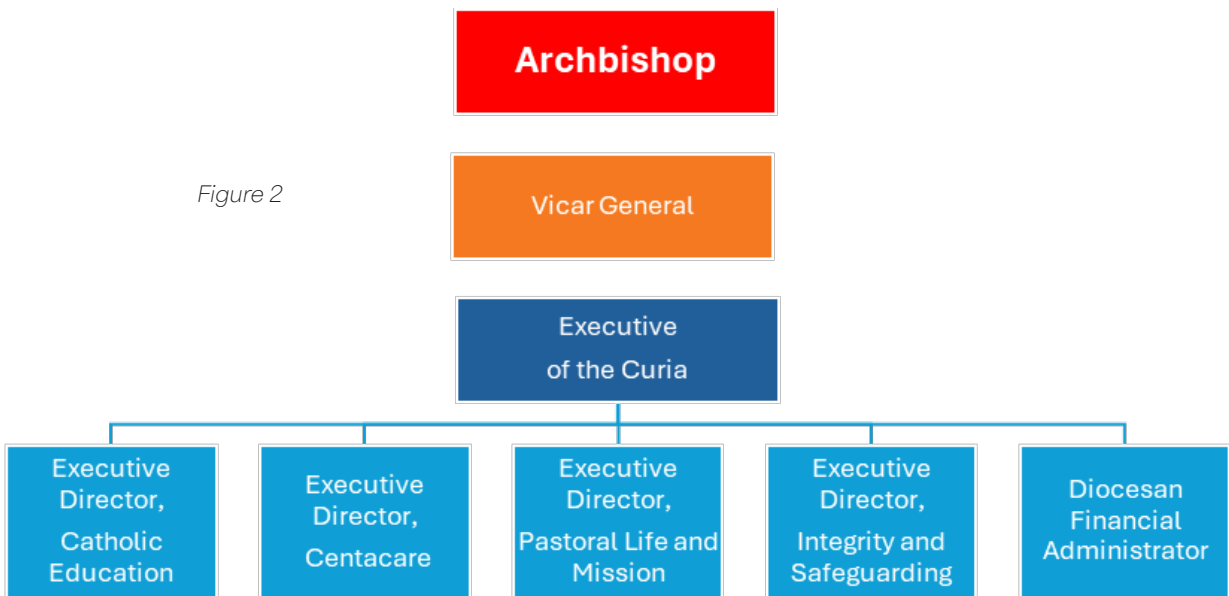 Archbishop
Figure 2
Vicar General
Executive
of the Curia
Executive
Director,
Catholic
Education
Executive
Director,
Centacare
Executive
Director,
Pastoral Life and
Mission
Executive
Director,
Integrity and
Safeguarding
Diocesan
Financial
Administrator